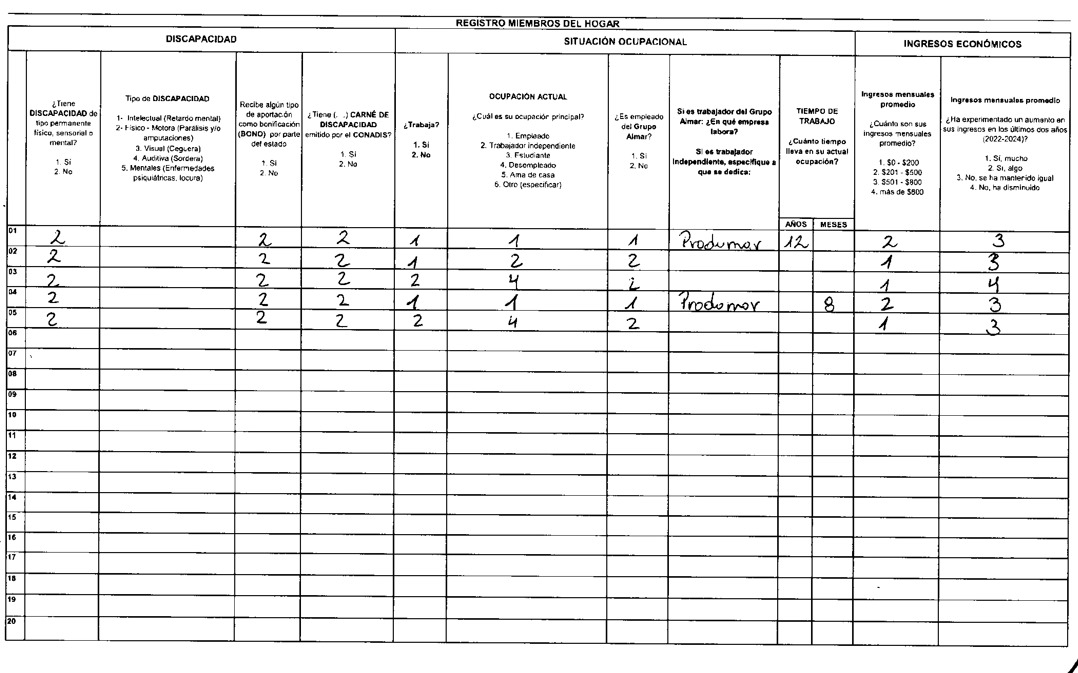 REGISTRO MIEMBROS DEL HOGAR
DISCAPACIDAD
SITUACIÓN OCUPACIONAL
INGRESOS ECONÓMICOS
¿Tiene
DISCAPACIDAD de
tipo permanente
físico, sensorial o
mental?
1. Si
2. No
Tipo de DISCAPACIDAD
1- Intelectual (Retardo mental)
2- Físico - Motora (Parálisis y/o
amputaciones)
3. Visual (Ceguera)
4. Auditiva (Sordera)
5. Mentales (Enfermedades
psiquiátricas, locura)
Recibe algún tipo
de aportación
como bonificación
(BONO) por parte
del estado
1. Si
2. No
¿Tiene (. .) CARNÉ DE
DISCAPACIDAD
emitido por el CONADIS?
1. Si
2. No
¿Trabaja?
1. Si
2. No
OCUPACIÓN ACTUAL
¿Cuál es su ocupación principal?
1. Empleado
2. Trabajador independiente
3. Estudiante
4. Desempleado
5. Ama de casa
6. Otro (especificar)
¿Es empleado
del Grupo
Almar?
1. Si
2. No
Si es trabajador del Grupo
Almar: ¿En qué empresa
labora?
Si es trabajador
Independiente, especifique a
que se dedica:
TIEMPO DE
TRABAJO
¿Cuánto tiempo
lleva en su actual
ocupación?
AÑOS MESES
Ingresos mensuales
promedio
¿Cuánto son sus
ingresos mensuales
promedio?
1. $0 - $200
2. $201 - $500
3. $501 - $800
4. más de $800
Ingresos mensuales promedio
¿Ha experimentado un aumento en
sus ingresos en los últimos dos años
(2022-2024)?
1. Sí, mucho
2. Sí, algo
3. No, se ha mantenido igual
4. No, ha disminuido
01 2 2 2 1 1 1 Produmar 12 2 3
02 2 2 2 1 2 2 1 3
03 2 2 2 2 4 2 1 4
04 2 2 2 1 1 1 Produmar 8 2 3
05 2 2 2 2 4 2 1 3
06
07
08
09
10
11
12
13
14
15
16
17
18
19
20